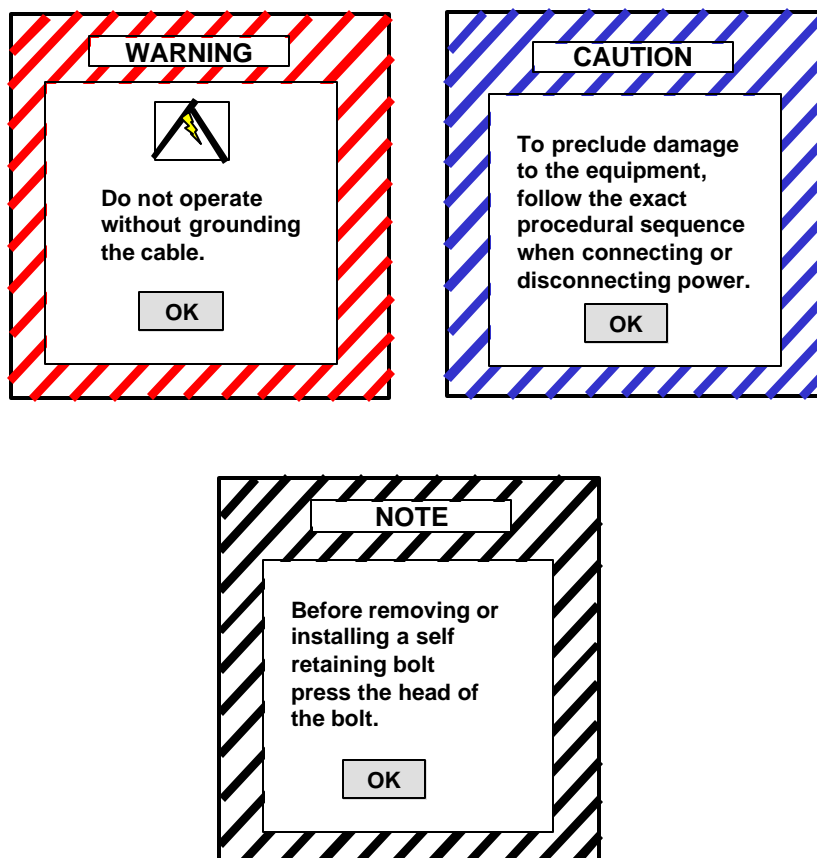 WARNING
Do not operate
without grounding
the cable.
OK
CAUTION
To preclude damage
to the equipment,
follow the exact
procedural sequence
when connecting or
disconnecting power.
OK
NOTE
Before removing or
installing a self
retaining bolt
press the head of
the bolt.
OK